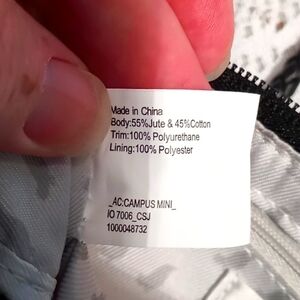 Made in China
Body:55%Jute & 45%Cotton
Trim:100% Polyurethane
Lining:100% Polyester
_AC:CAMPUS MINI_
IO 7006_CSJ
1000048732